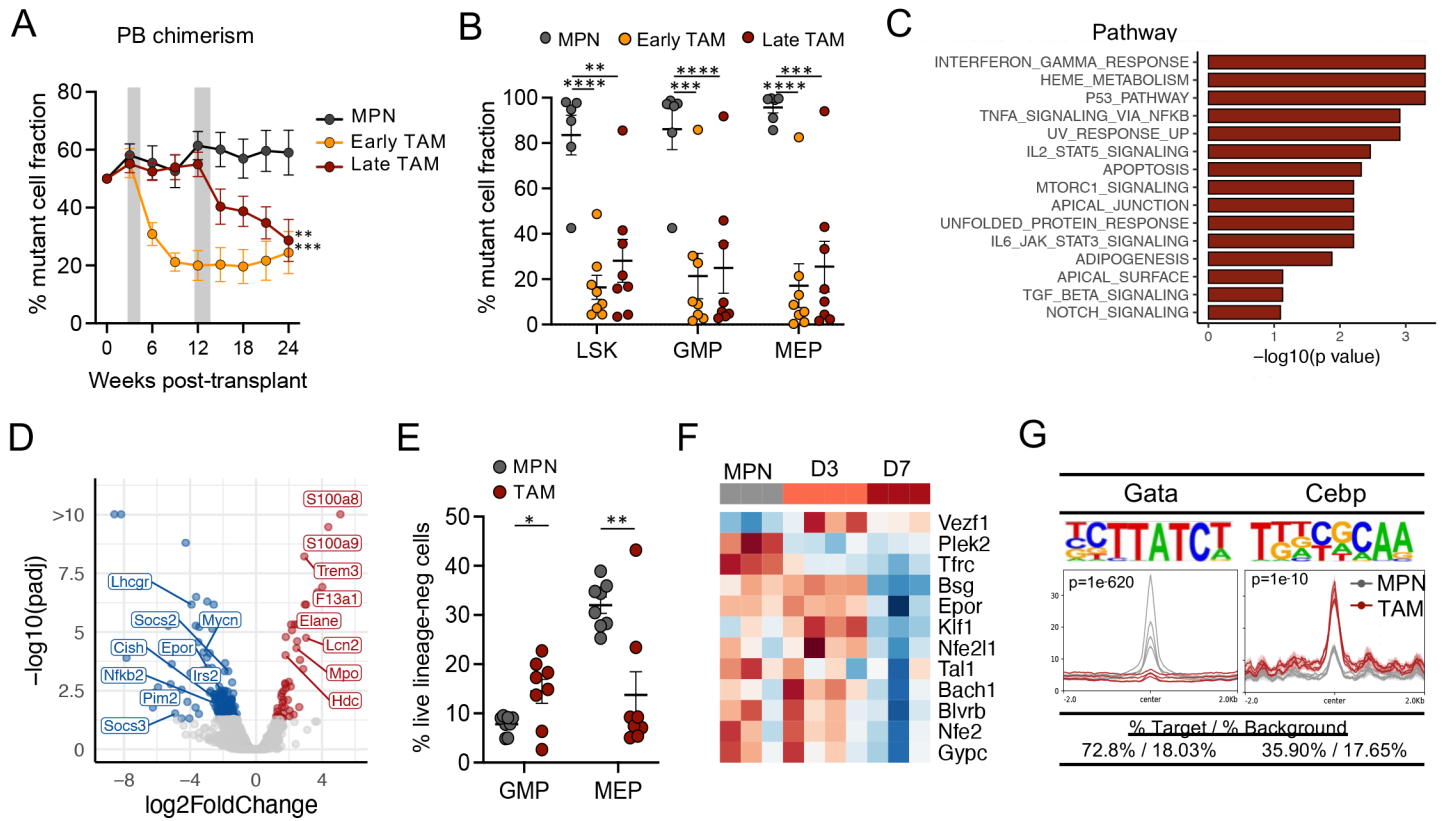 A
PB chimerism
% mutant cell fraction
80
60
40
20
0
0 6 12 18 24
Weeks post-transplant
MPN
Early TAM
Late TAM
**
***
B
MPN Early TAM Late TAM
% mutant cell fraction
100
80
60
40
20
0
** **** ***
**** *** ****
LSK GMP MEP
C
Pathway
INTERFERON_GAMMA_RESPONSE
HEME_METABOLISM
P53_PATHWAY
TNFA_SIGNALING_VIA_NFKB
UV_RESPONSE_UP
IL2_STAT5_SIGNALING
APOPTOSIS
MTORC1_SIGNALING
APICAL_JUNCTION
UNFOLDED_PROTEIN_RESPONSE
IL6_JAK_STAT3_SIGNALING
ADIPOGENESIS
APICAL_SURFACE
TGF_BETA_SIGNALING
NOTCH_SIGNALING
0 1 2 3
−log10(p value)
D
−log10(padj)
>10
7.5
5
2.5
0
−8 −4 0 4
log2FoldChange
S100a8
S100a9
Trem3
F13a1
Elane
Lcn2
Mpo
Hdc
Lhcgr
Socs2
Mycn
Cish
Epor
Nfkb2
Irs2
Pim2
Socs3
E
MPN
TAM
% live lineage-neg cells
50
40
30
20
10
0
* **
GMP MEP
F
MPN D3 D7
Vezf1
Plek2
Tfrc
Bsg
Epor
Klf1
Nfe2l1
Tal1
Bach1
Blvrb
Nfe2
Gypc
G
Gata Cebp
TCTTATCT TTTCGCAA
p=1e-620
p=1e-10
MPN
TAM
30
20
10
0
-2.0 center 2.0Kb
-2.0 center 2.0Kb
% Target / % Background
72.8% / 18.03% 35.90% / 17.65%